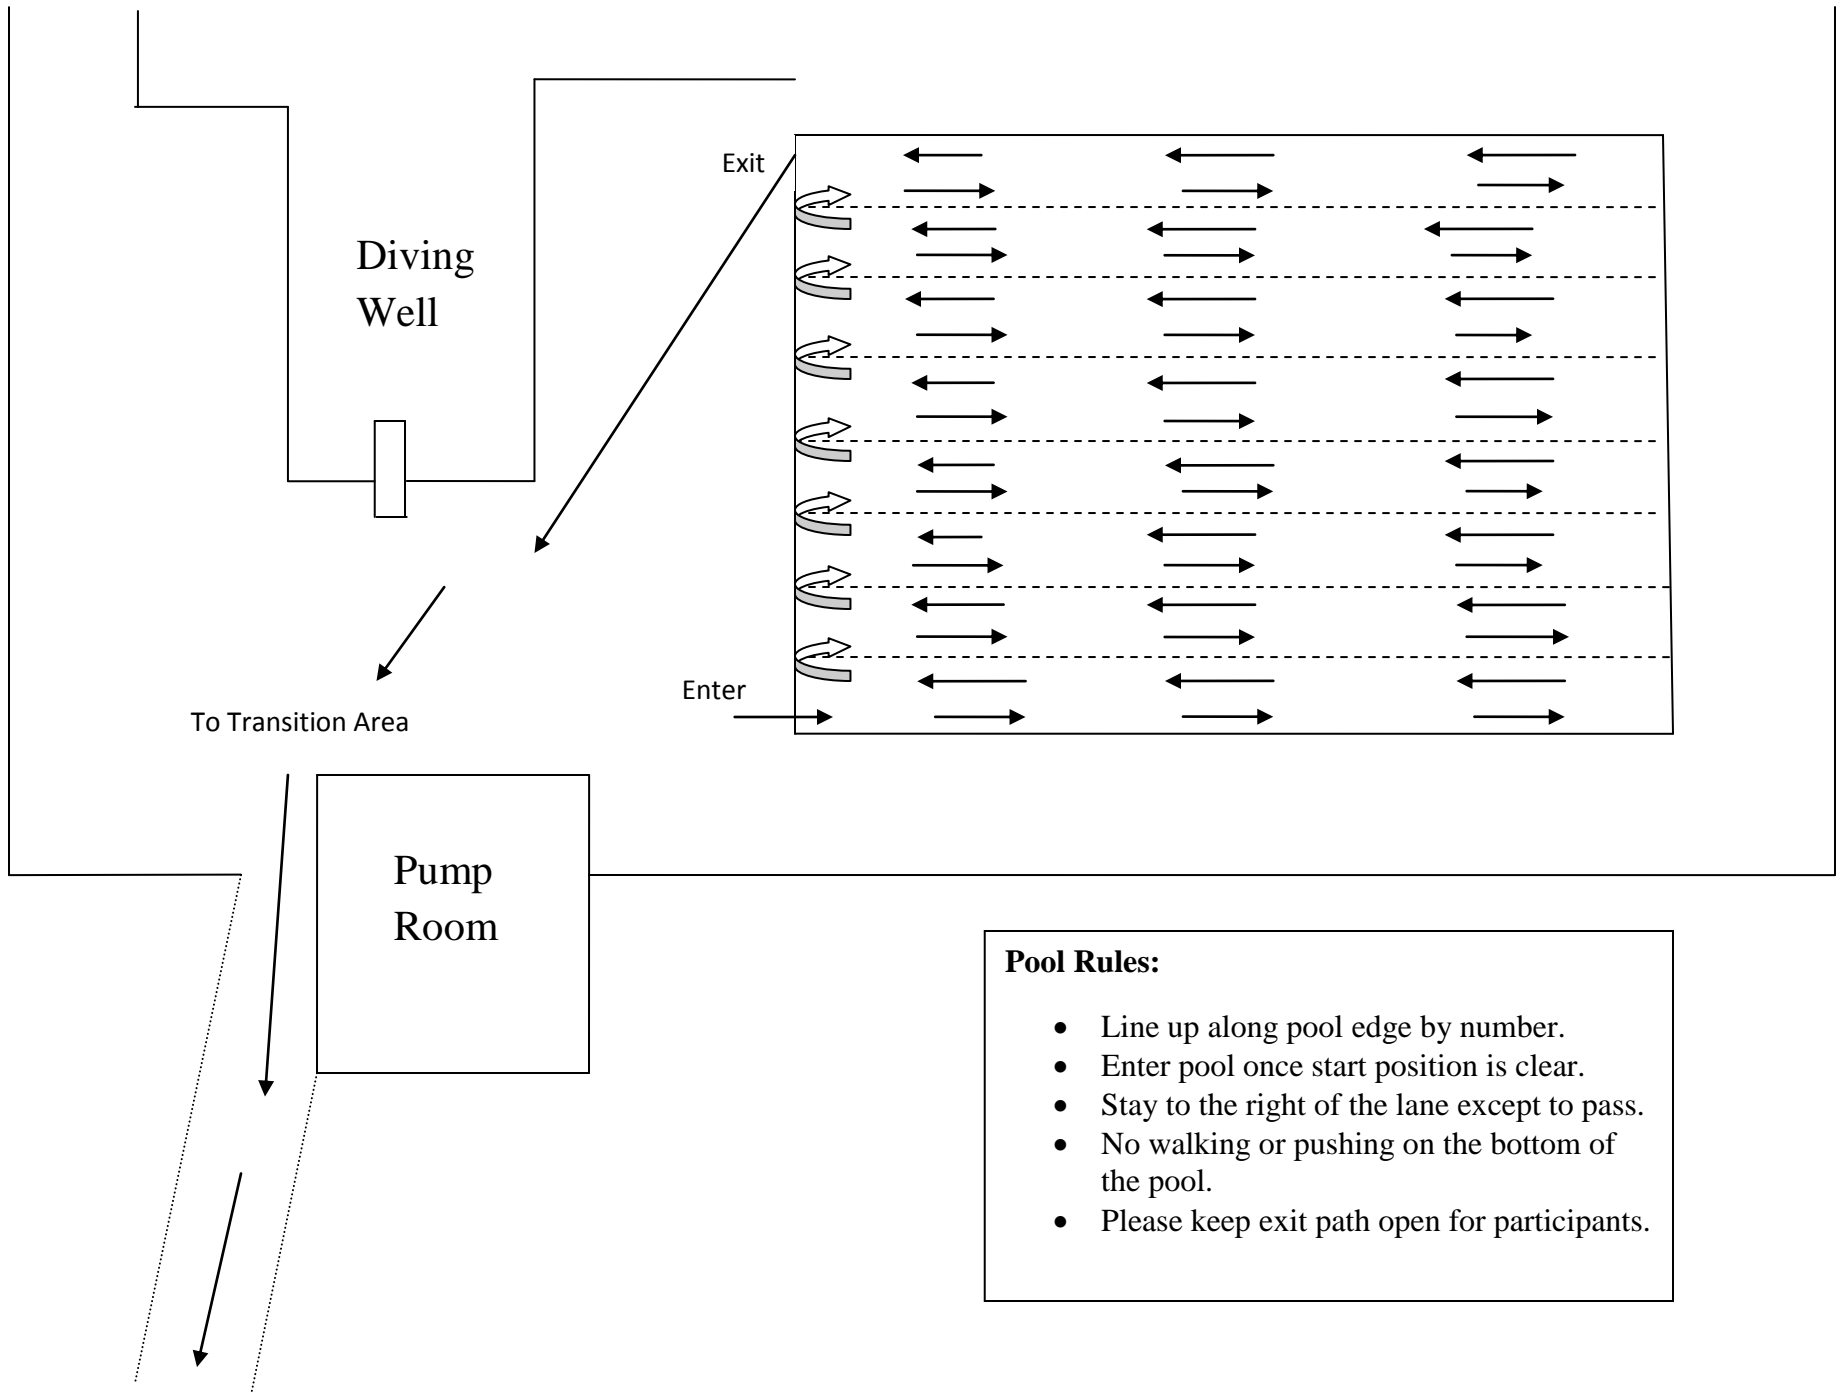 Exit
Diving
Well
Enter
To Transition Area
Pump
Room
Pool Rules:
• Line up along pool edge by number.
• Enter pool once start position is clear.
• Stay to the right of the lane except to pass.
• No walking or pushing on the bottom of
the pool.
• Please keep exit path open for participants.